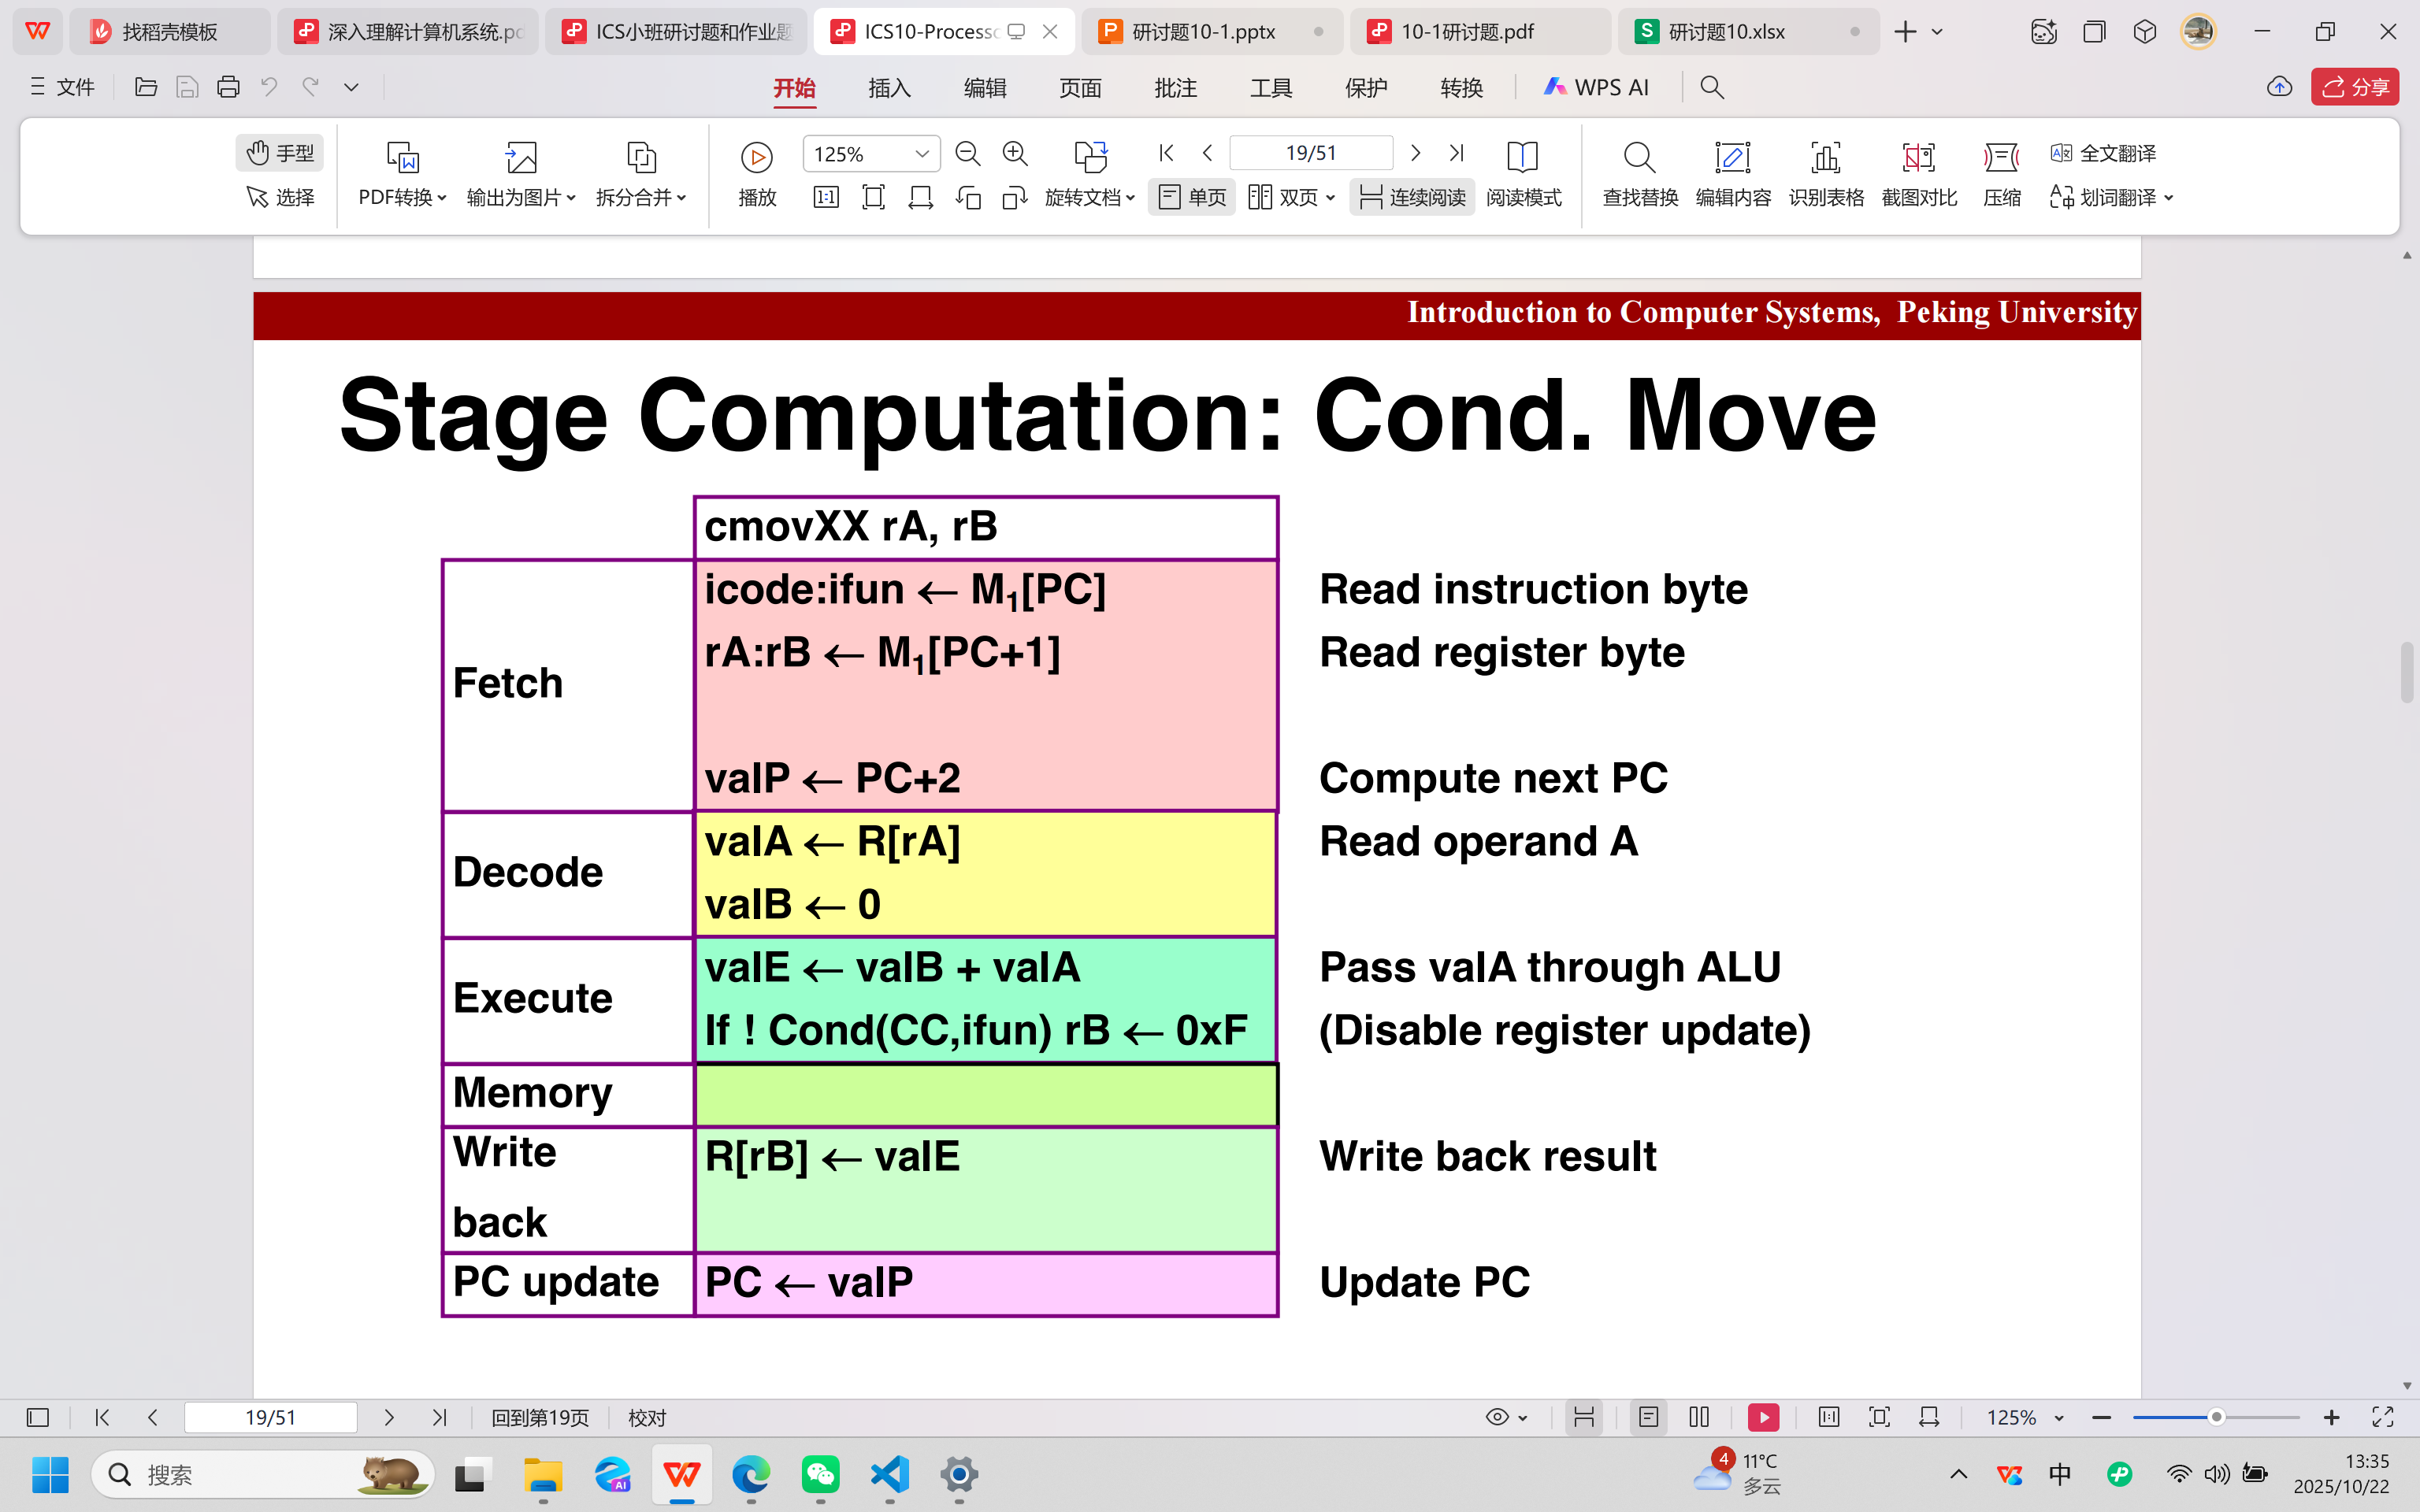 找稻壳模板 深入理解计算机系统.pd ICS小班研讨题和作业题 ICS10-Process 研讨题10-1.pptx 10-1研讨题.pdf 研讨题10.xlsx
文件 开始 插入 编辑 页面 批注 工具 保护 转换 WPS AI 分享
手型 125% 19/51 全文翻译
选择 PDF转换 输出为图片 拆分合并 播放 旋转文档 单页 双页 连续阅读 阅读模式 查找替换 编辑内容 识别表格 截图对比 压缩 划词翻译
Introduction to Computer Systems, Peking University
Stage Computation: Cond. Move
cmovXX rA, rB
Fetch
icode:ifun ← M₁[PC] Read instruction byte
rA:rB ← M₁[PC+1] Read register byte
valP ← PC+2 Compute next PC
Decode
valA ← R[rA] Read operand A
valB ← 0
Execute
valE ← valB + valA Pass valA through ALU
If ! Cond(CC,ifun) rB ← 0xF (Disable register update)
Memory
Write back
R[rB] ← valE Write back result
PC update PC ← valP Update PC
19/51 回到第19页 校对 125%
搜索 AI 4 11°C 中 13:35
多云 2025/10/22